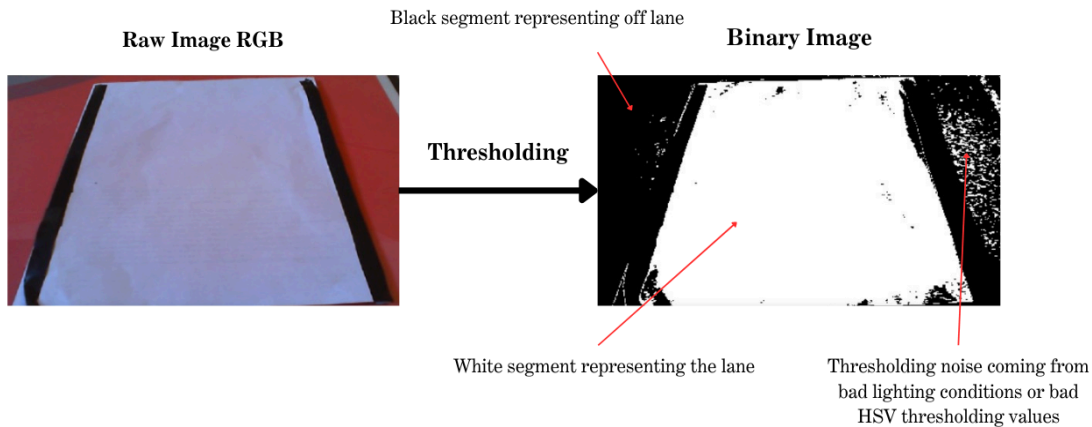 Black segment representing off lane
Raw Image RGB
Binary Image
Thresholding
White segment representing the lane
Thresholding noise coming from
bad lighting conditions or bad
HSV thresholding values